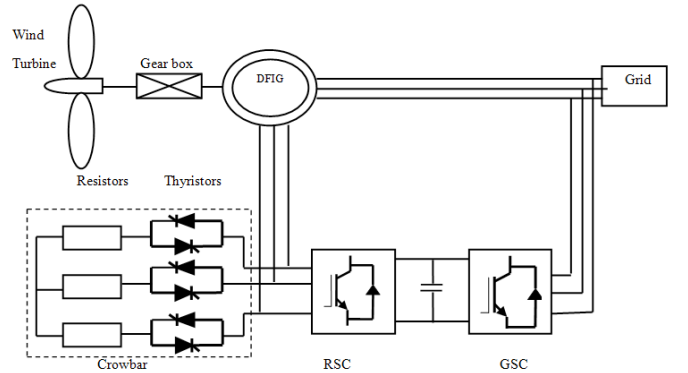 Wind
Turbine
Gear box
DFIG
Grid
Resistors
Thyristors
Crowbar
RSC
GSC